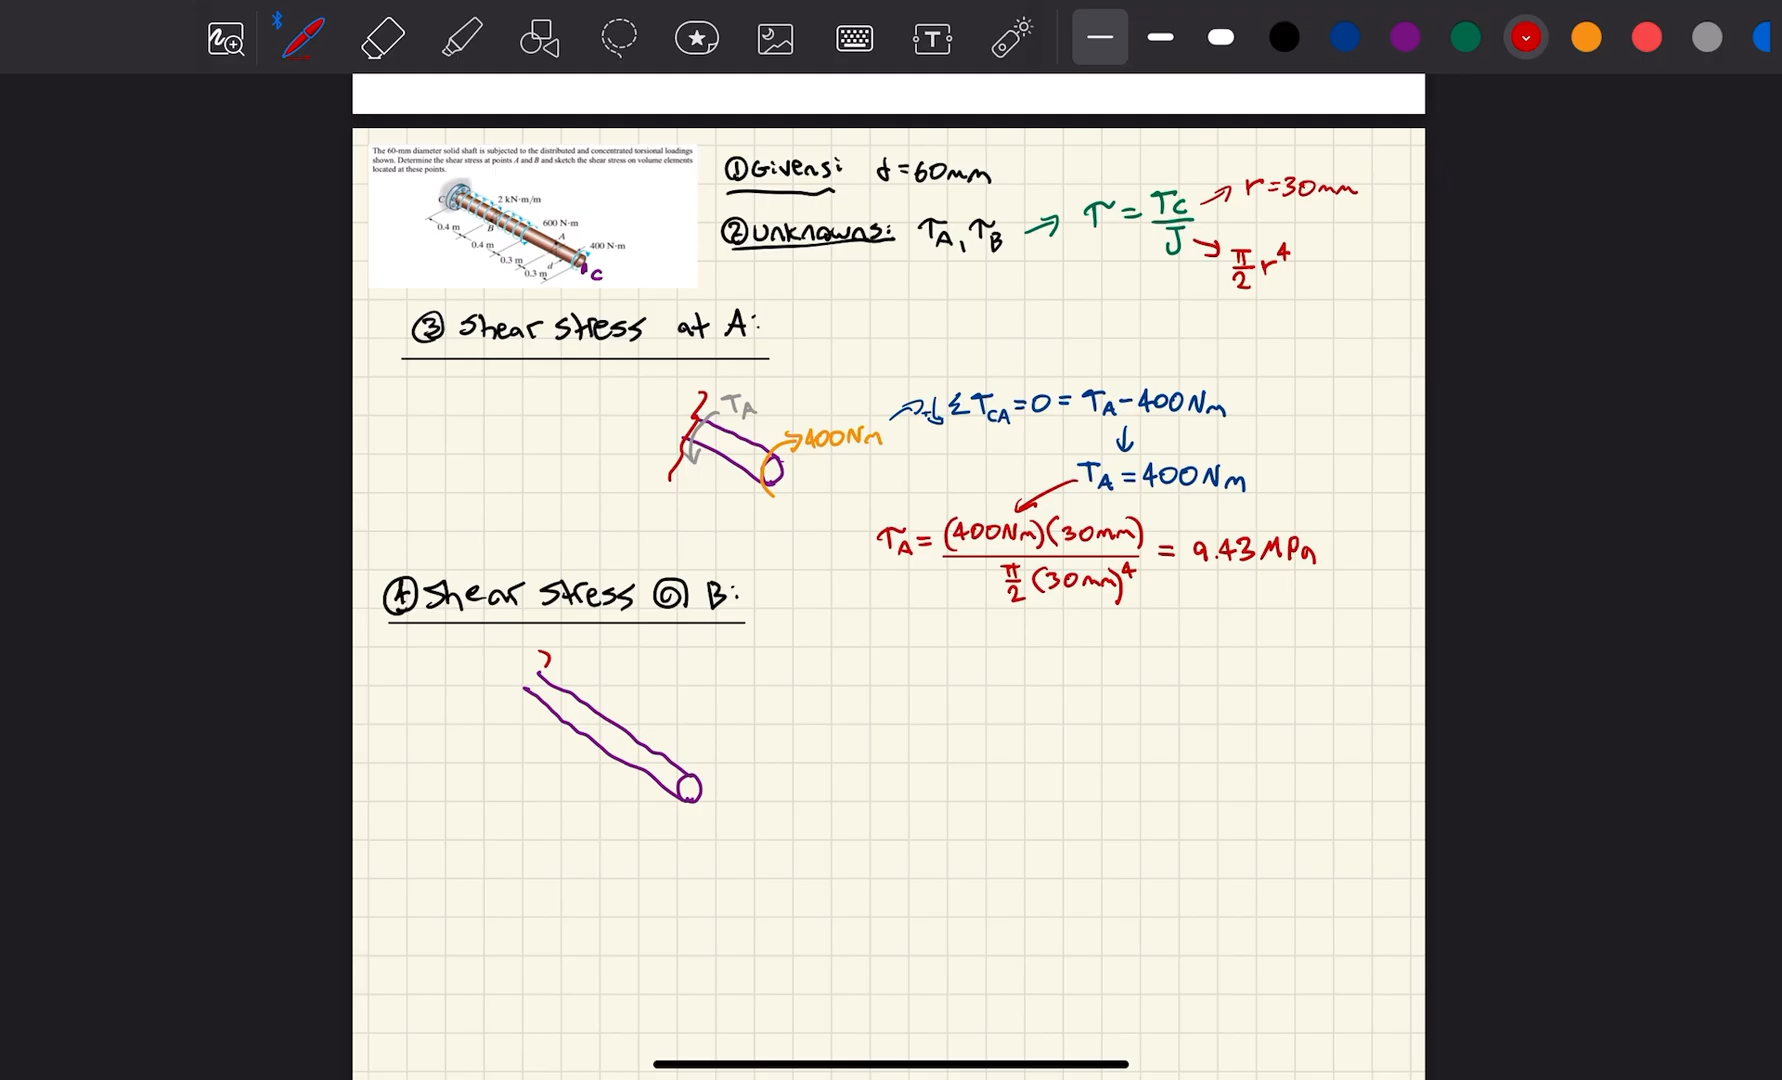 The 60-mm diameter solid shaft is subjected to the distributed and concentrated torsional loadings
shown. Determine the shear stress at points A and B and sketch the shear stress on volume elements
located at these points.
C
2 kN·m/m
600 N·m
B
A
400 N·m
0.4 m
0.4 m
0.3 m
d
0.3 m
C
① Givens: d = 60mm
② Unknowns: τA, τB → τ = Tc/J
→ r = 30mm
→ π/2 r⁴
③ Shear stress at A:
TA
400Nm
+↓ ΣTCA = 0 = TA - 400Nm
↓
TA = 400Nm
τA = (400Nm)(30mm) / π/2 (30mm)⁴ = 9.43 MPa
④ Shear stress @ B:
T